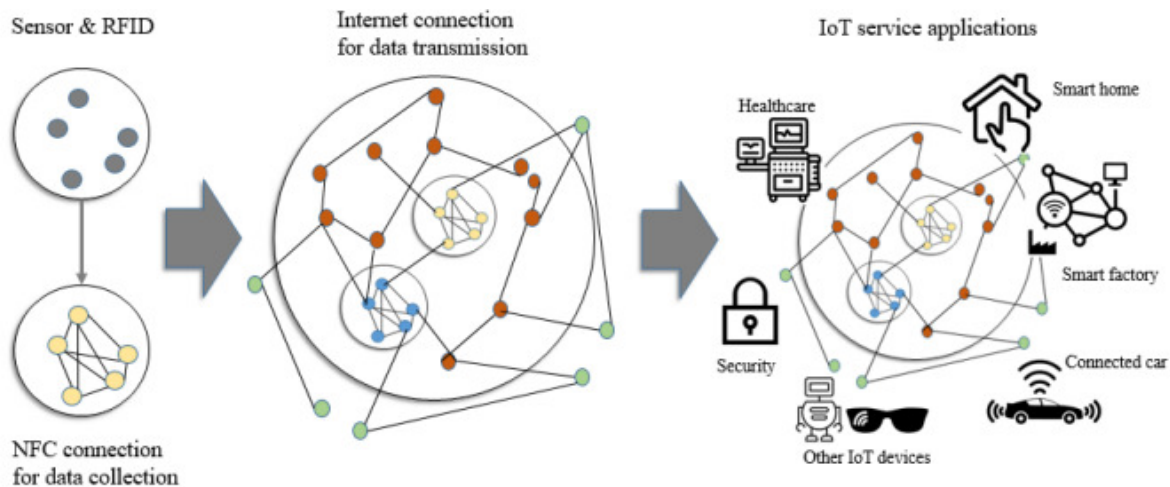 Sensor & RFID
NFC connection
for data collection
Internet connection
for data transmission
IoT service applications
Healthcare
Smart home
Smart factory
Security
Connected car
Other IoT devices